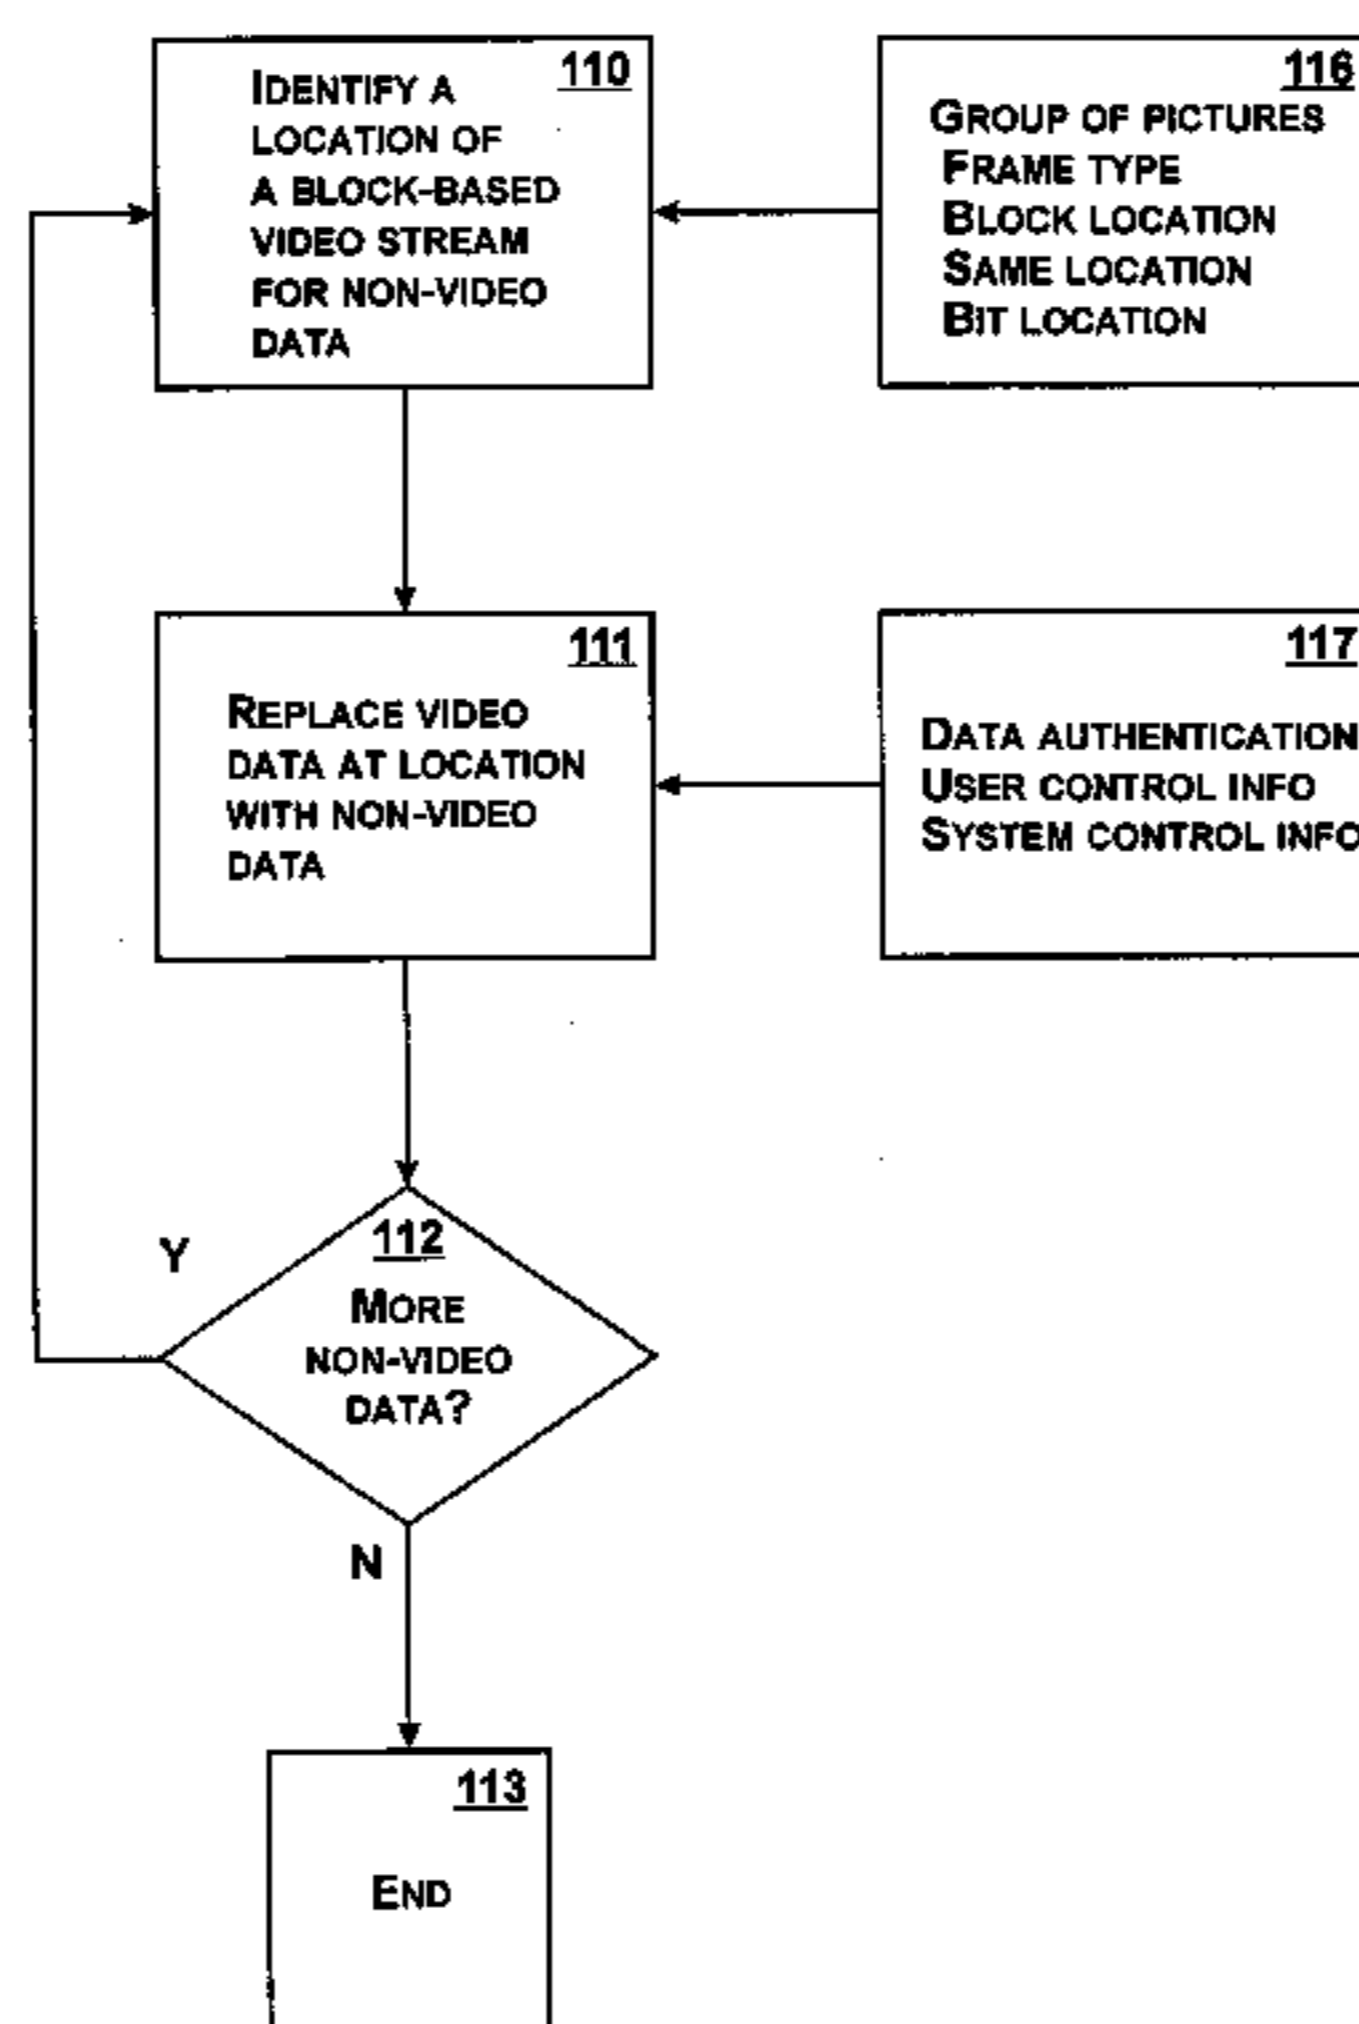 110
IDENTIFY A
LOCATION OF
A BLOCK-BASED
VIDEO STREAM
FOR NON-VIDEO
DATA
116
GROUP OF PICTURES
FRAME TYPE
BLOCK LOCATION
SAME LOCATION
BIT LOCATION
111
REPLACE VIDEO
DATA AT LOCATION
WITH NON-VIDEO
DATA
117
DATA AUTHENTICATION
USER CONTROL INFO
SYSTEM CONTROL INFO
Y
112
MORE
NON-VIDEO
DATA?
N
113
END